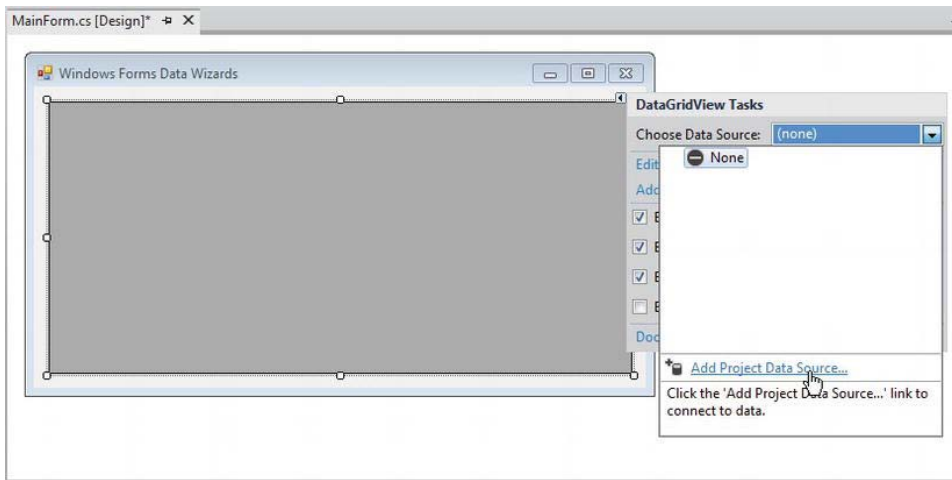 MainForm.cs [Design]*
Windows Forms Data Wizards
DataGridView Tasks
Choose Data Source: (none)
None
Edit
Add
E
E
E
E
Doc
Add Project Data Source...
Click the 'Add Project Data Source...' link to
connect to data.